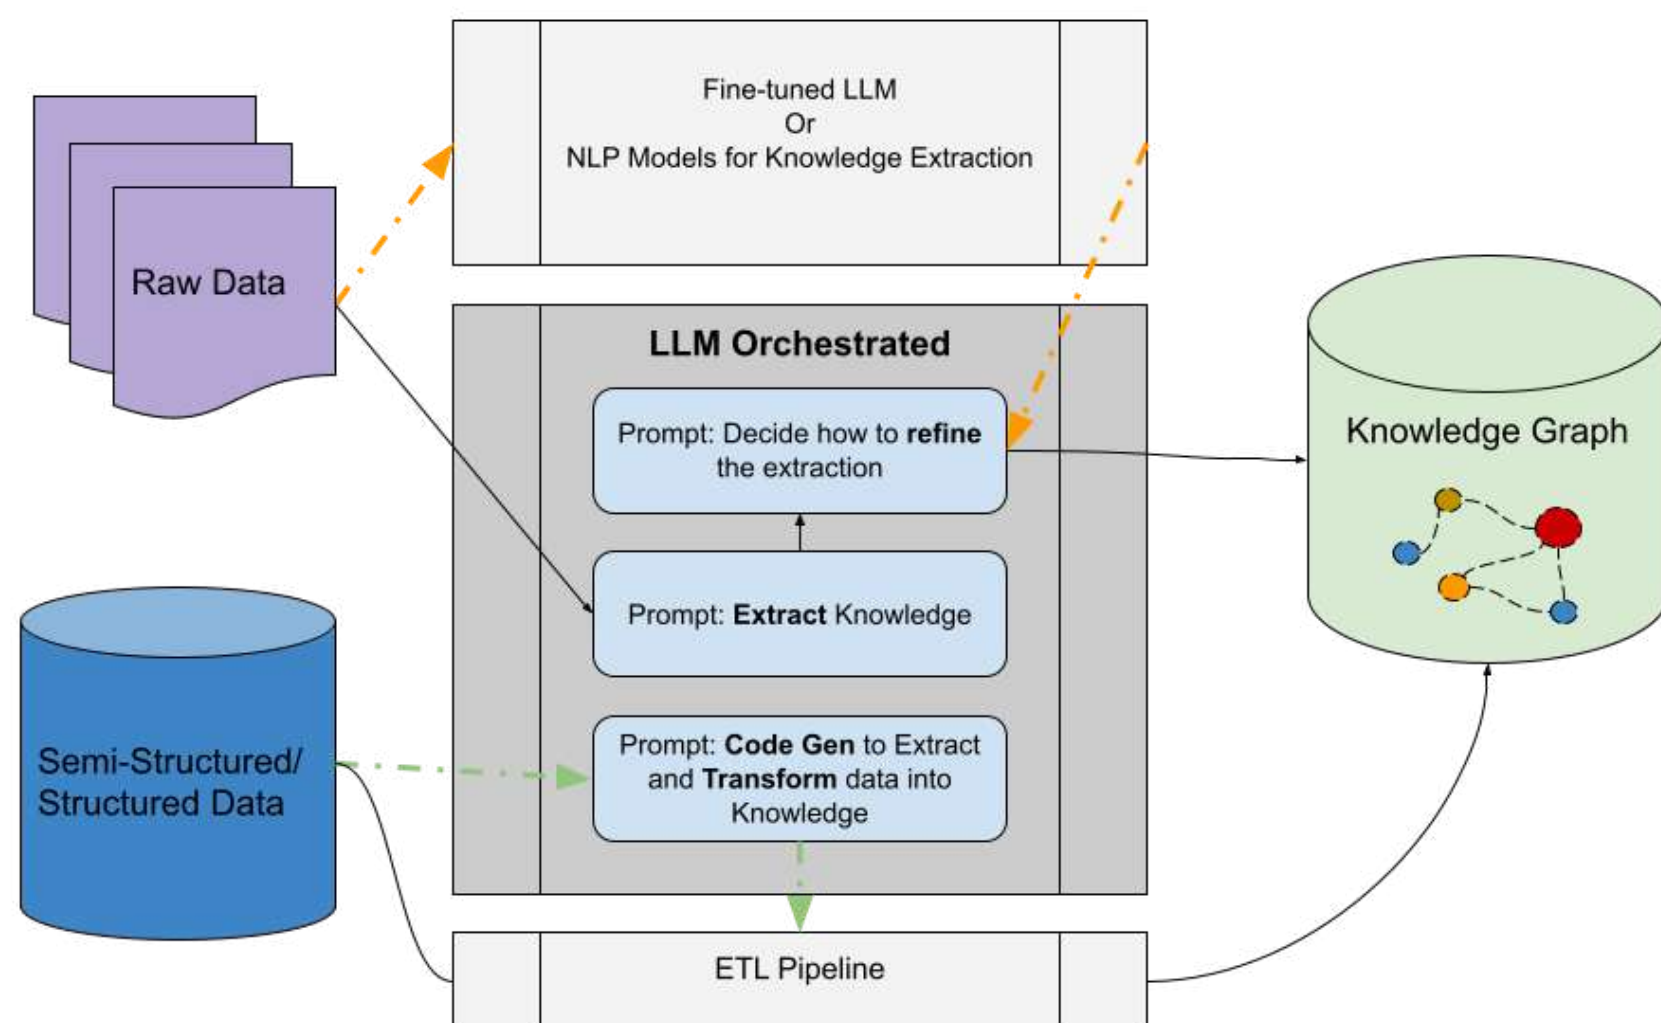 Fine-tuned LLM
Or
NLP Models for Knowledge Extraction
Raw Data
LLM Orchestrated
Prompt: Decide how to refine
the extraction
Knowledge Graph
Prompt: Extract Knowledge
Semi-Structured/
Structured Data
Prompt: Code Gen to Extract
and Transform data into
Knowledge
ETL Pipeline